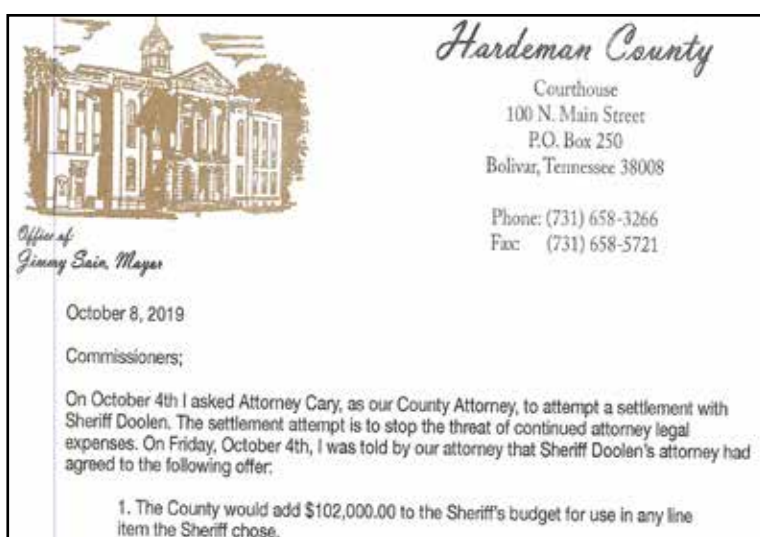 Hardeman County
Courthouse
100 N. Main Street
P.O. Box 250
Bolivar, Tennessee 38008
Phone: (731) 658-3266
Fax: (731) 658-5721
Office of
Jimmy Sain, Mayor
October 8, 2019
Commissioners;
On October 4th I asked Attorney Cary, as our County Attorney, to attempt a settlement with
Sheriff Doolen. The settlement attempt is to stop the threat of continued attorney legal
expenses. On Friday, October 4th, I was told by our attorney that Sheriff Doolen's attorney had
agreed to the following offer:
1. The County would add $102,000.00 to the Sheriff's budget for use in any line
item the Sheriff chose.